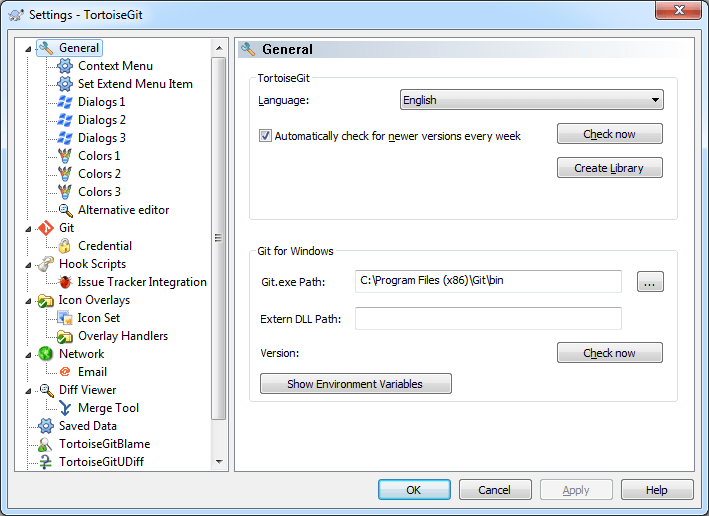 Settings - TortoiseGit
General
Context Menu
Set Extend Menu Item
Dialogs 1
Dialogs 2
Dialogs 3
Colors 1
Colors 2
Colors 3
Alternative editor
Git
Credential
Hook Scripts
Issue Tracker Integration
Icon Overlays
Icon Set
Overlay Handlers
Network
Email
Diff Viewer
Merge Tool
Saved Data
TortoiseGitBlame
TortoiseGitUDiff
General
TortoiseGit
Language:
English
Automatically check for newer versions every week
Check now
Create Library
Git for Windows
Git.exe Path:
C:\Program Files (x86)\Git\bin
...
Extern DLL Path:
Version:
Check now
Show Environment Variables
OK
Cancel
Apply
Help